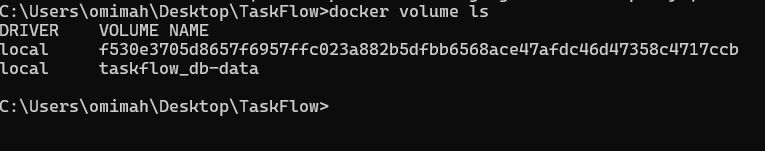 C:\Users\omimah\Desktop\TaskFlow>docker volume ls
DRIVER    VOLUME NAME
local     f530e3705d8657f6957ffc023a882b5dfbb6568ace47afdc46d47358c4717ccb
local     taskflow_db-data
C:\Users\omimah\Desktop\TaskFlow>